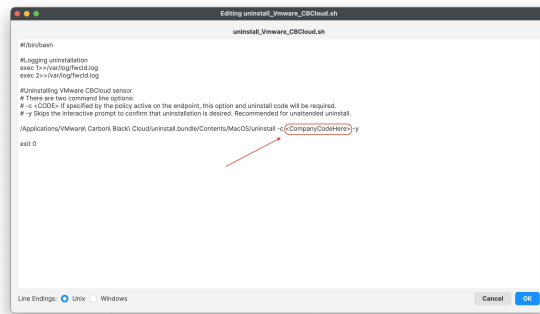 Editing uninstall_Vmware_CBCloud.sh
uninstall_Vmware_CBCloud.sh
#!/bin/bash
#Logging uninstallation
exec 1>>/var/log/fwcld.log
exec 2>>/var/log/fwcld.log
#Uninstalling VMware CBCloud sensor
# There are two command line options:
# -c <CODE> If specified by the policy active on the endpoint, this option and uninstall code will be required.
# -y Skips the interactive prompt to confirm that uninstallation is desired. Recommended for unattended uninstall.
/Applications/VMware\ Carbon\ Black\ Cloud/uninstall.bundle/Contents/MacOS/uninstall -c <CompanyCodeHere> -y
exit 0
Line Endings: Unix Windows Cancel OK